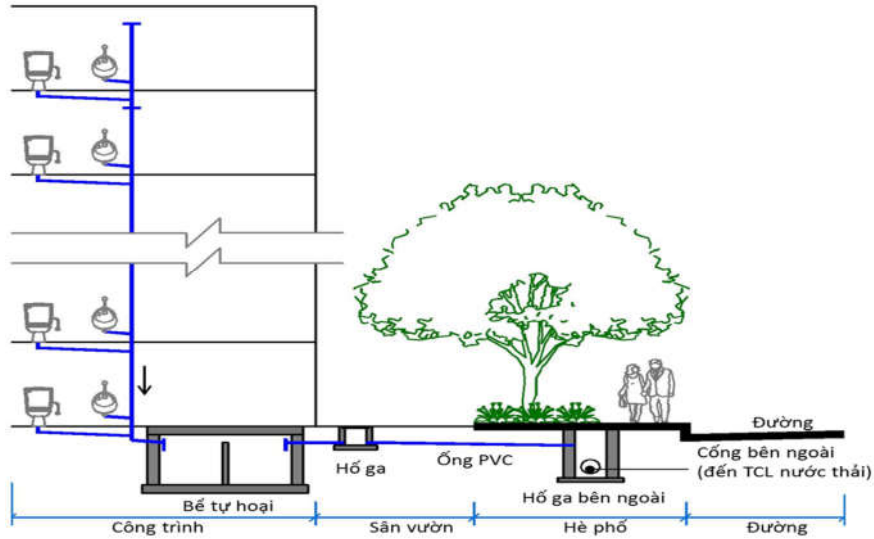 Đường
Cống bên ngoài
(đến TCL nước thải)
Hố ga
Ống PVC
Bể tự hoại
Hố ga bên ngoài
Công trình
Sân vườn
Hè phố
Đường